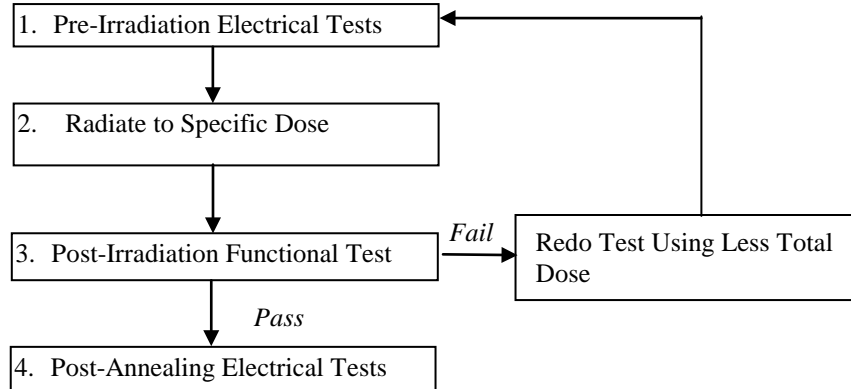 1. Pre-Irradiation Electrical Tests
2. Radiate to Specific Dose
3. Post-Irradiation Functional Test
Fail
Redo Test Using Less Total
Dose
Pass
4. Post-Annealing Electrical Tests